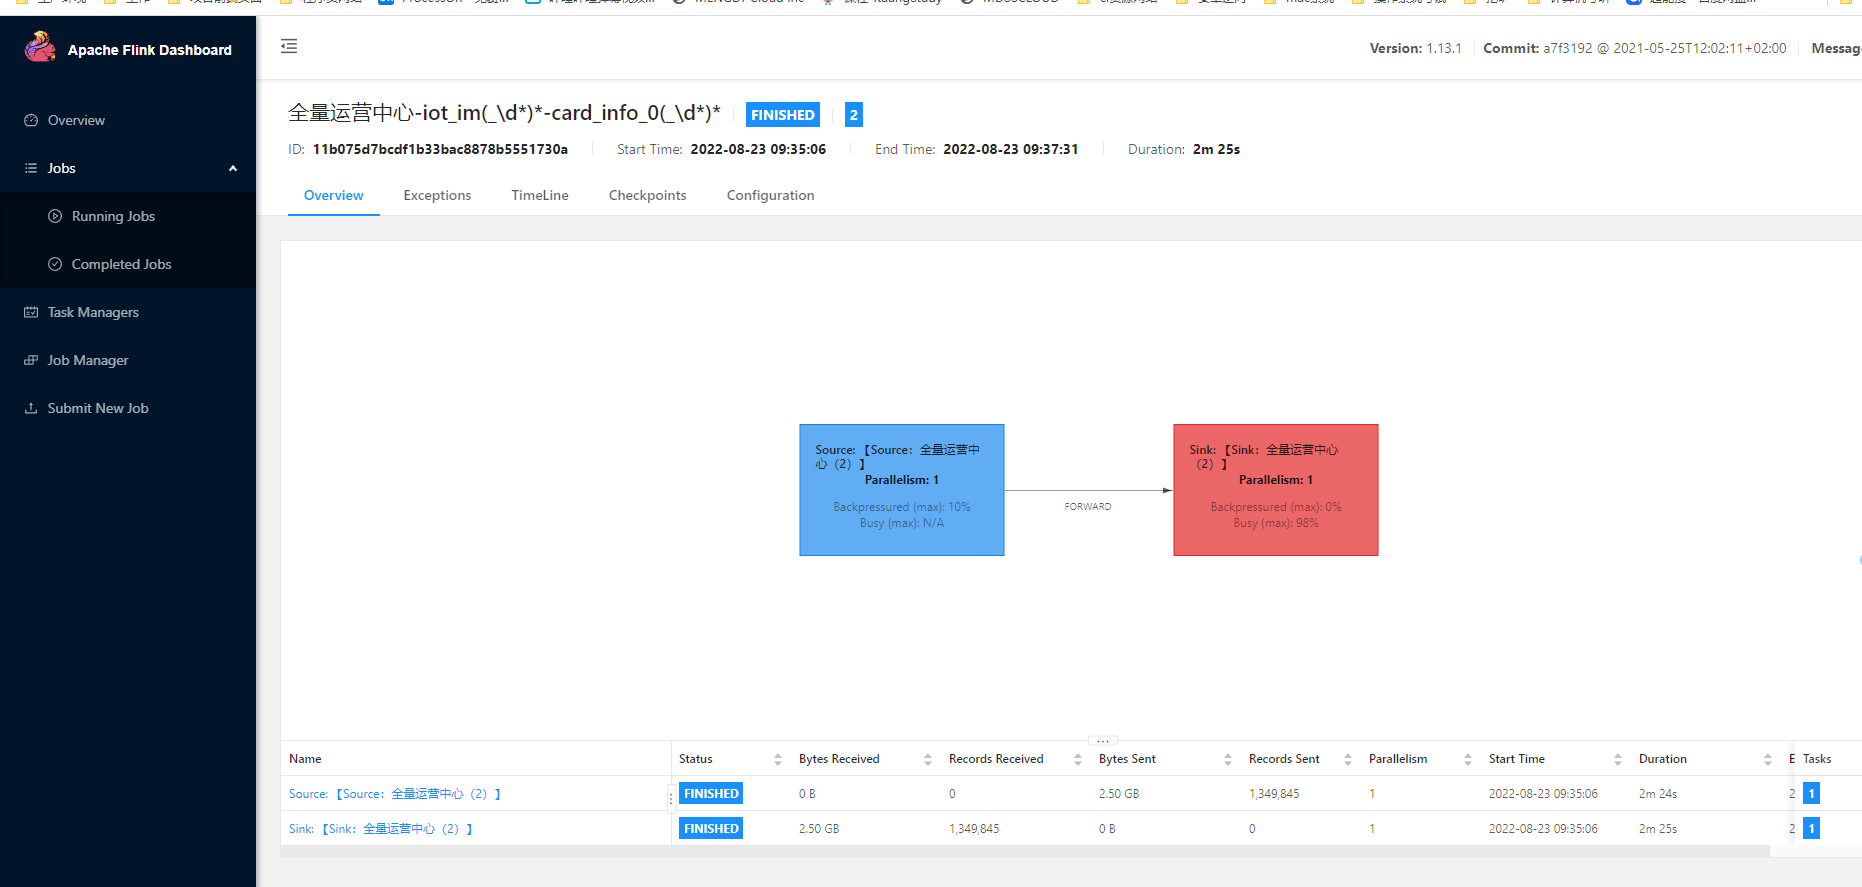 Apache Flink Dashboard
Version: 1.13.1 Commit: a7f3192 @ 2021-05-25T12:02:11+02:00 Messag
Overview
Jobs
Running Jobs
Completed Jobs
Task Managers
Job Manager
Submit New Job
全量运营中心-iot_im(_\d*)*-card_info_0(_\d*)* FINISHED 2
ID: 11b075d7bcdf1b33bac8878b5551730a Start Time: 2022-08-23 09:35:06 End Time: 2022-08-23 09:37:31 Duration: 2m 25s
Overview Exceptions TimeLine Checkpoints Configuration
Source: 【Source：全量运营中
心（2）】
Parallelism: 1
Backpressured (max): 10%
Busy (max): N/A
FORWARD
Sink: 【Sink：全量运营中心
（2）】
Parallelism: 1
Backpressured (max): 0%
Busy (max): 98%
Name Status Bytes Received Records Received Bytes Sent Records Sent Parallelism Start Time Duration E Tasks
Source: 【Source：全量运营中心（2）】 FINISHED 0 B 0 2.50 GB 1,349,845 1 2022-08-23 09:35:06 2m 24s 2 1
Sink: 【Sink：全量运营中心（2）】 FINISHED 2.50 GB 1,349,845 0 B 0 1 2022-08-23 09:35:06 2m 25s 2 1